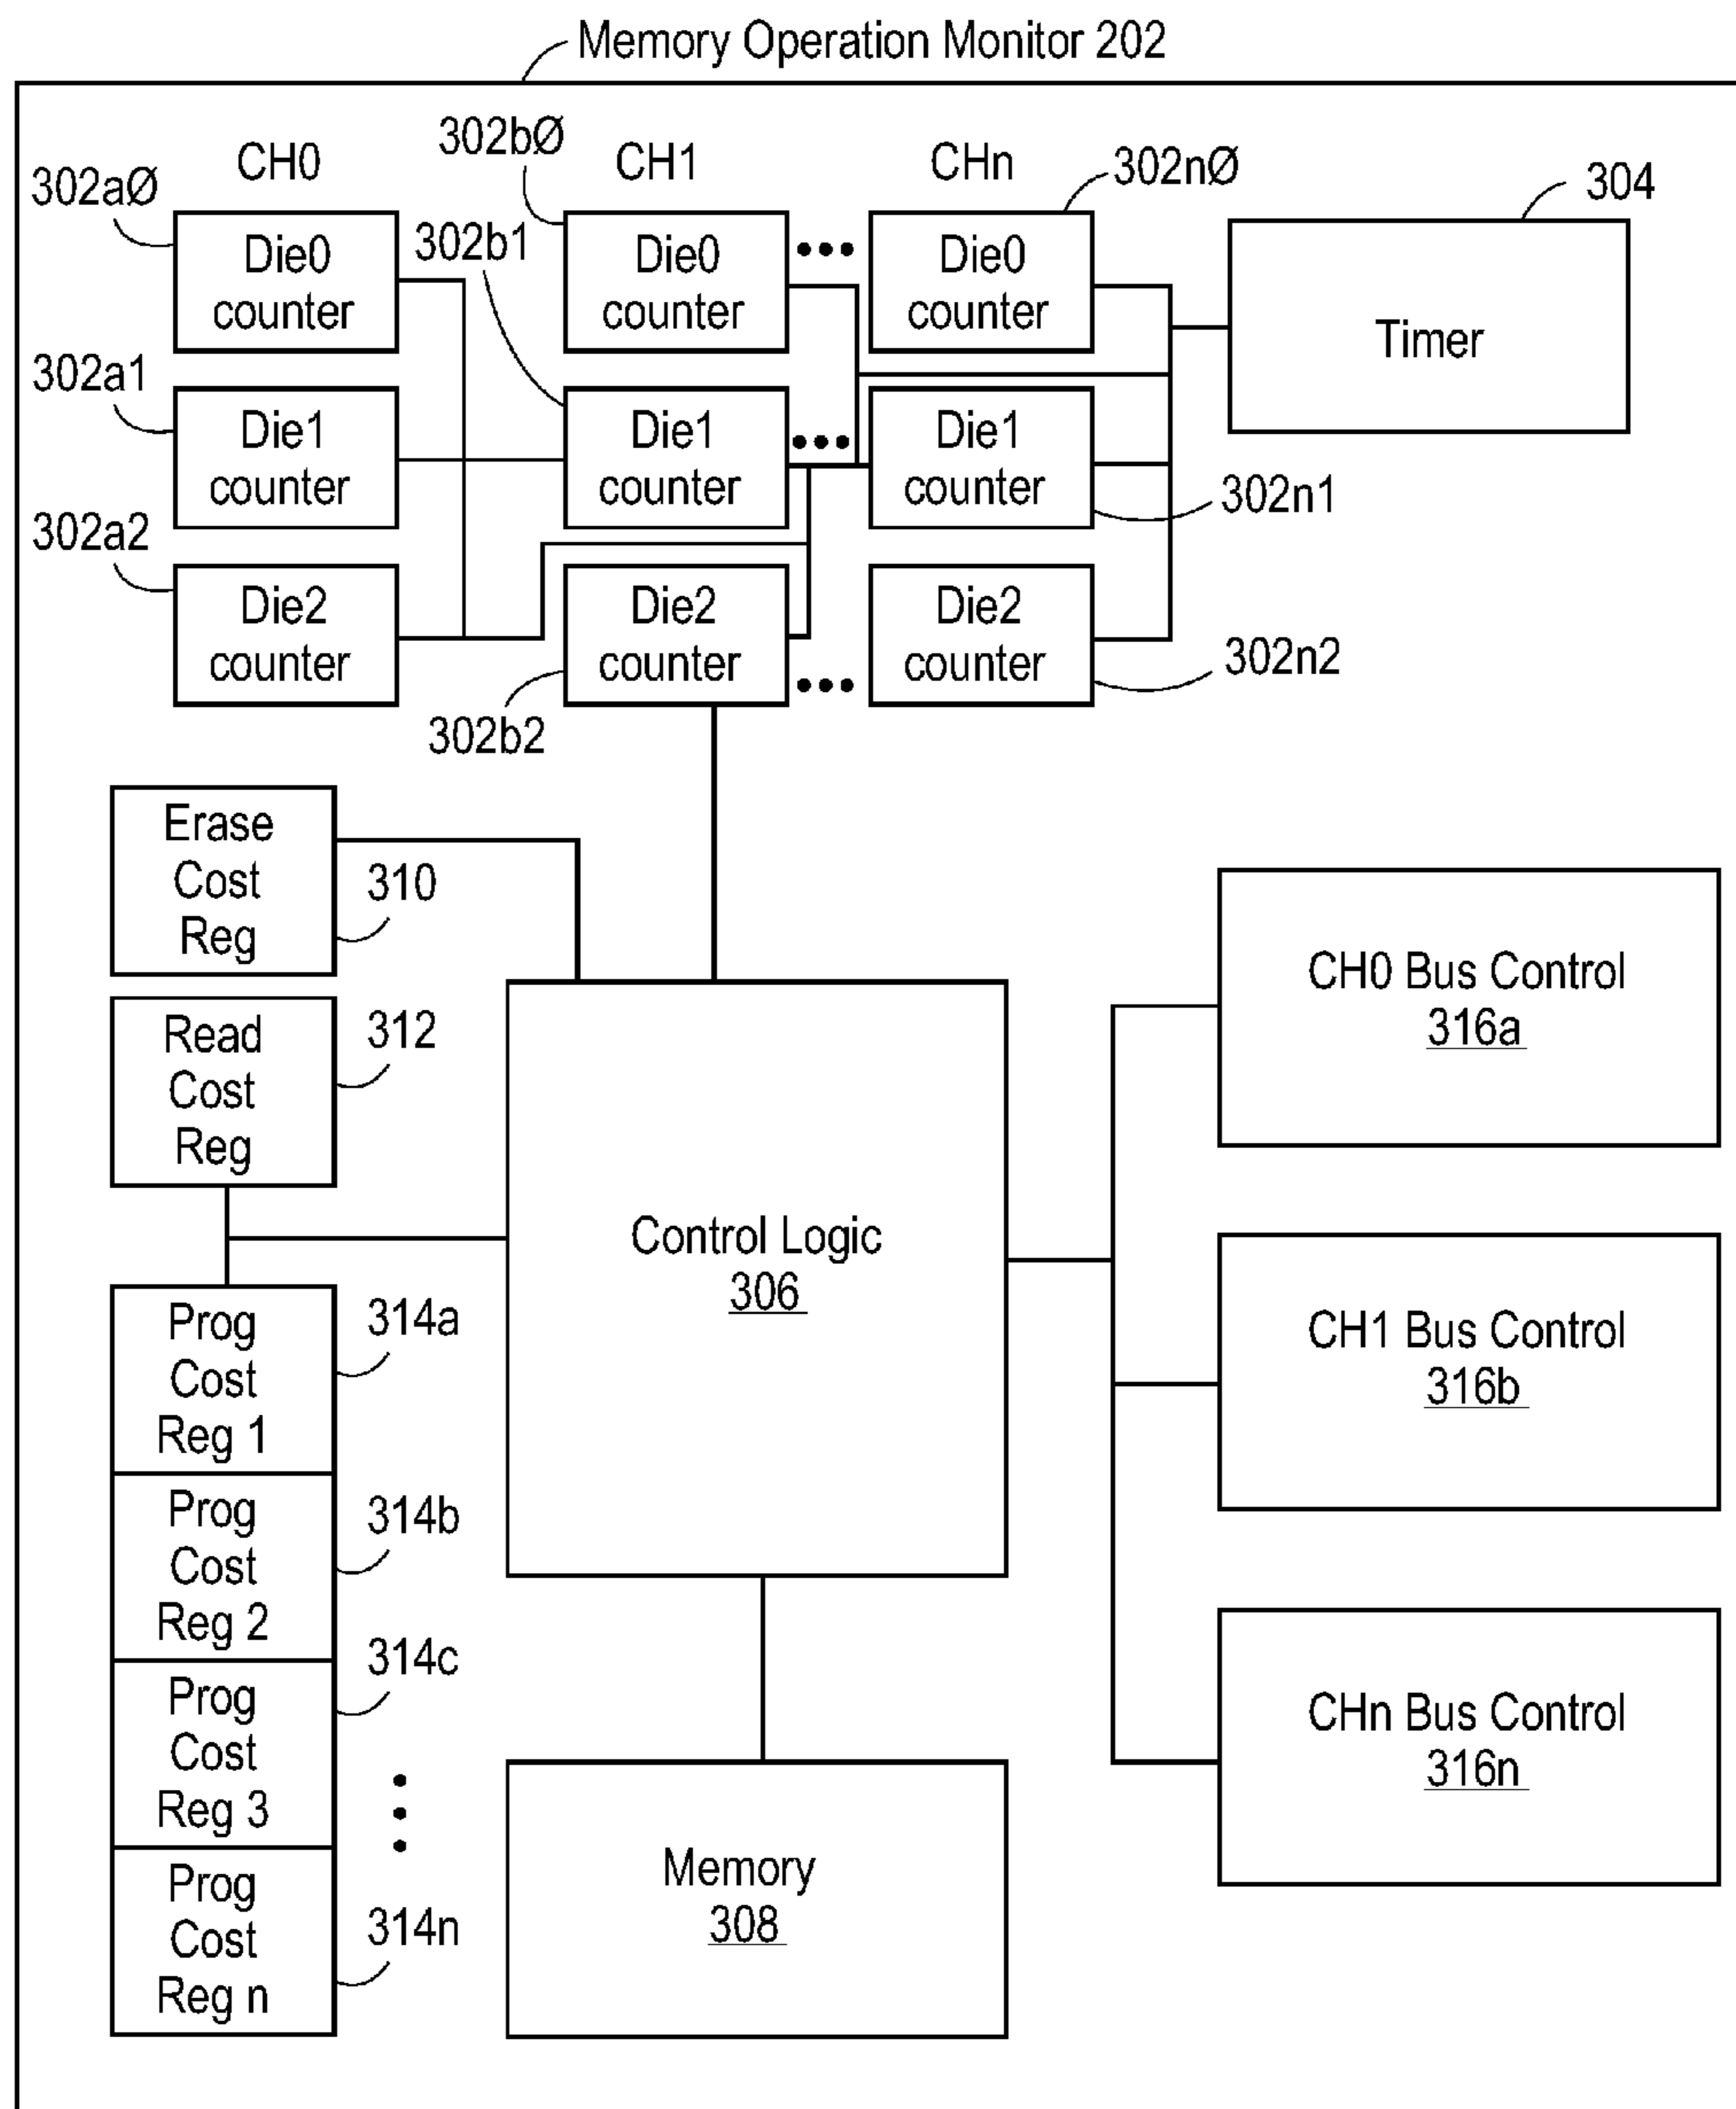 Memory Operation Monitor 202
CH0
CH1
CHn
302aØ
302bØ
302nØ
304
Die0
counter
302b1
Die0
counter
Die0
counter
Timer
302a1
Die1
counter
Die1
counter
Die1
counter
302n1
302a2
Die2
counter
Die2
counter
Die2
counter
302n2
302b2
Erase
Cost
Reg
310
Read
Cost
Reg
312
Prog
Cost
Reg 1
314a
Prog
Cost
Reg 2
314b
Prog
Cost
Reg 3
314c
Prog
Cost
Reg n
314n
Control Logic
306
Memory
308
CH0 Bus Control
316a
CH1 Bus Control
316b
CHn Bus Control
316n